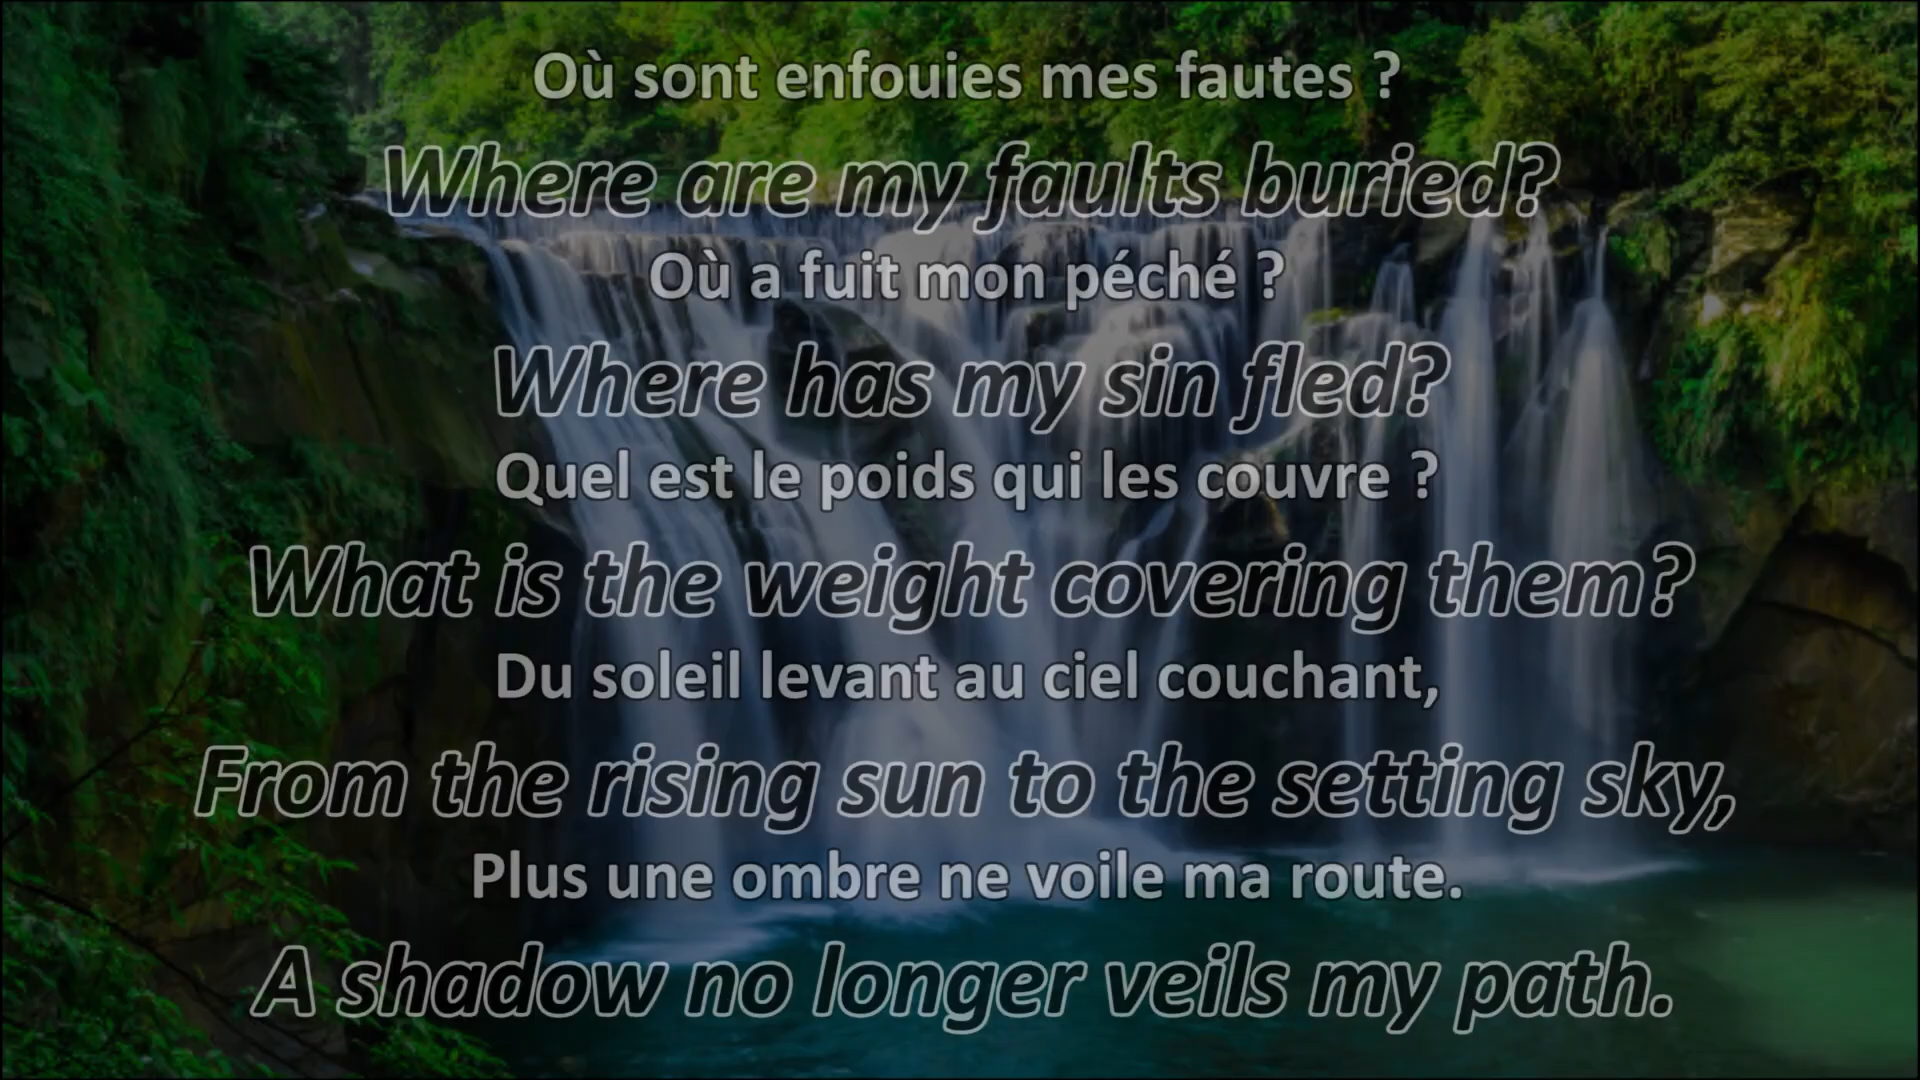 Où sont enfouies mes fautes ?
Where are my faults buried?
Où a fuit mon péché ?
Where has my sin fled?
Quel est le poids qui les couvre ?
What is the weight covering them?
Du soleil levant au ciel couchant,
From the rising sun to the setting sky,
Plus une ombre ne voile ma route.
A shadow no longer veils my path.